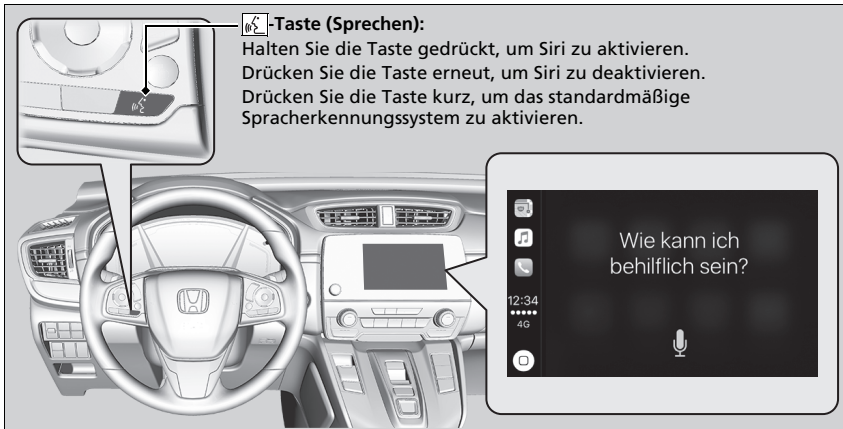 -Taste (Sprechen):
Halten Sie die Taste gedrückt, um Siri zu aktivieren.
Drücken Sie die Taste erneut, um Siri zu deaktivieren.
Drücken Sie die Taste kurz, um das standardmäßige
Spracherkennungssystem zu aktivieren.
Wie kann ich
behilflich sein?
12:34
4G